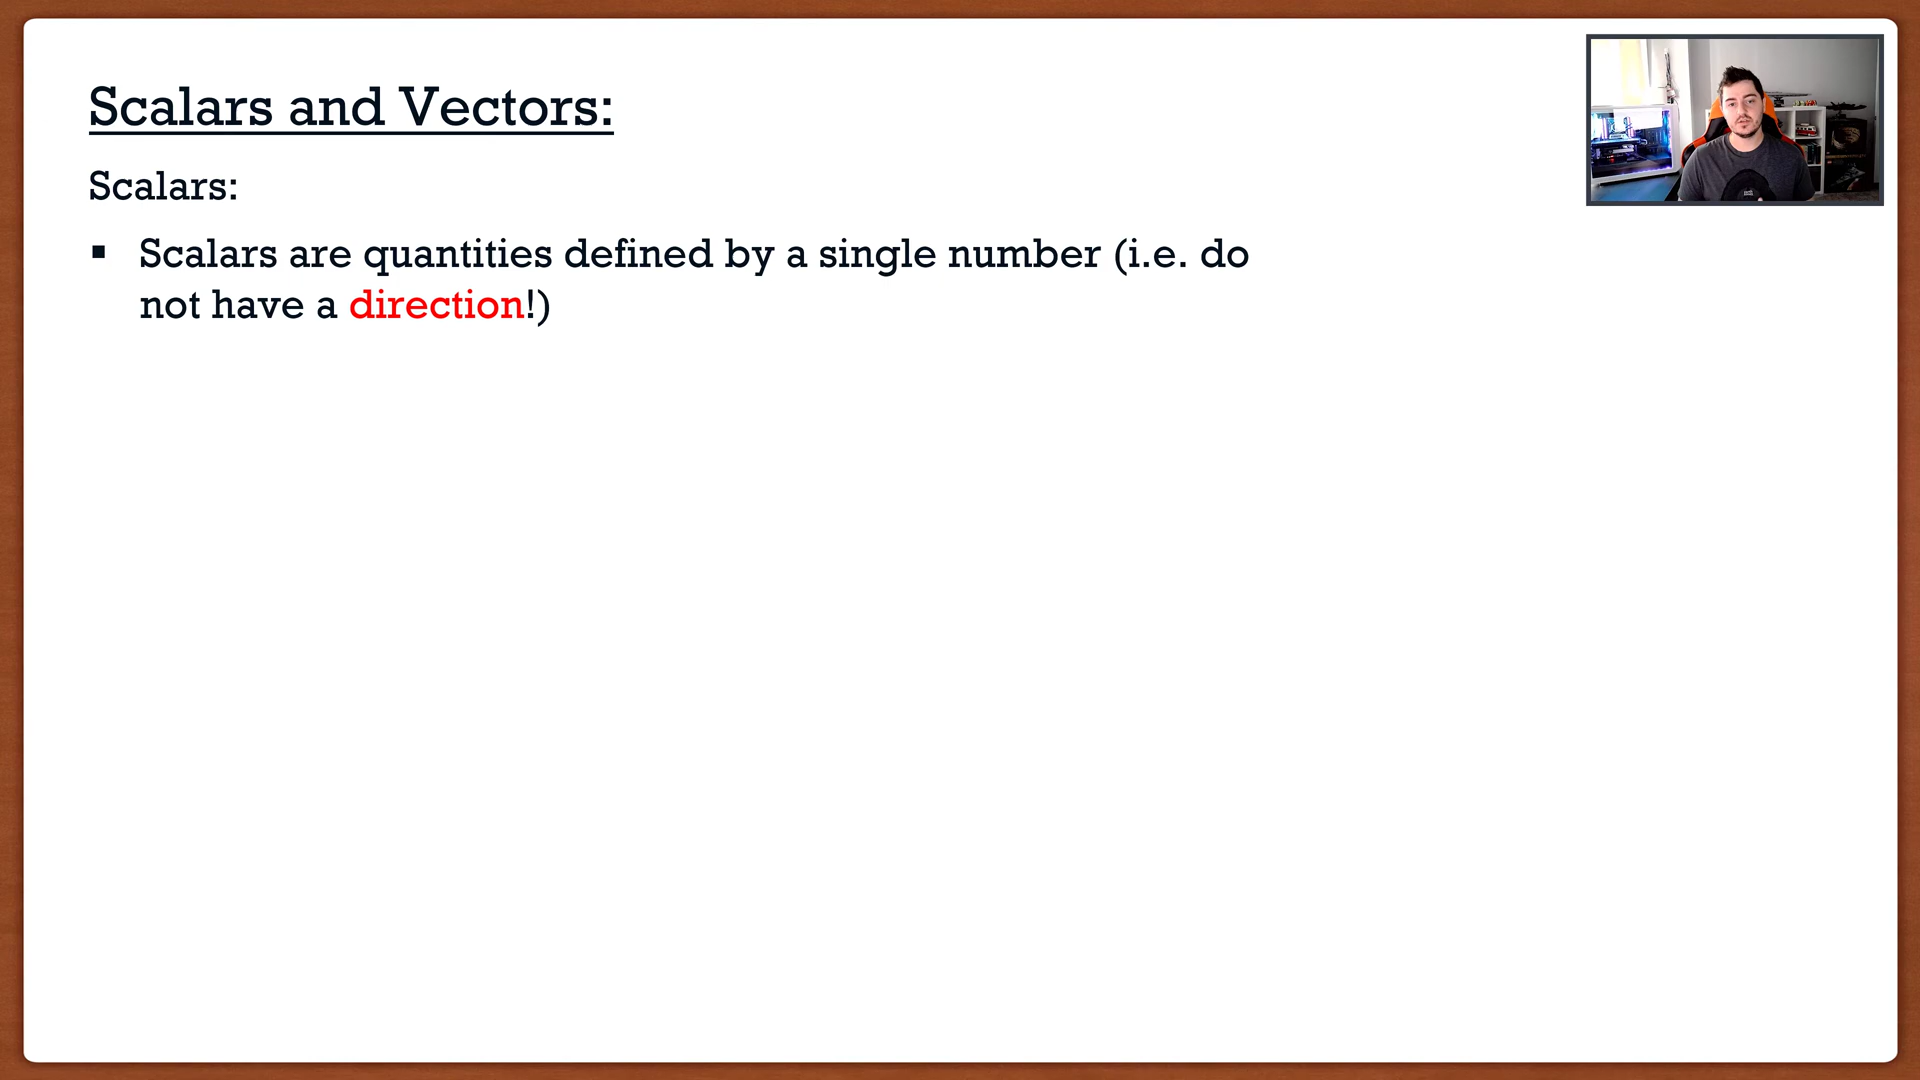 Scalars and Vectors:
Scalars:
▪ Scalars are quantities defined by a single number (i.e. do
not have a direction!)